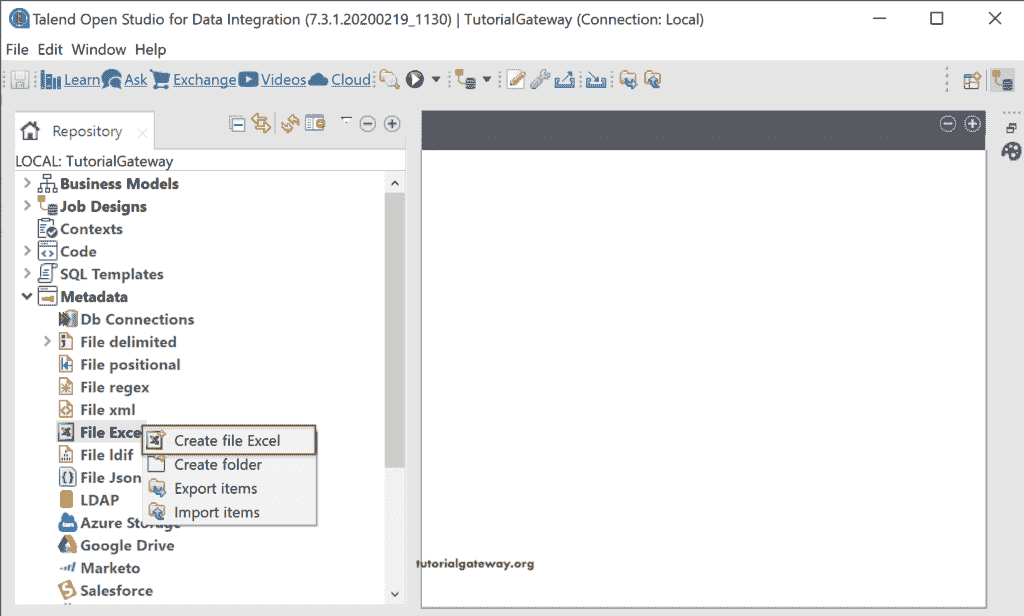 Talend Open Studio for Data Integration (7.3.1.20200219_1130) | TutorialGateway (Connection: Local)
File Edit Window Help
Learn Ask Exchange Videos Cloud
Repository
LOCAL: TutorialGateway
Business Models
Job Designs
Contexts
Code
SQL Templates
Metadata
Db Connections
File delimited
File positional
File regex
File xml
File Exce
Create file Excel
File ldif
Create folder
File Json
Export items
LDAP
Import items
Azure Storage
Google Drive
tutorialgateway.org
Marketo
Salesforce